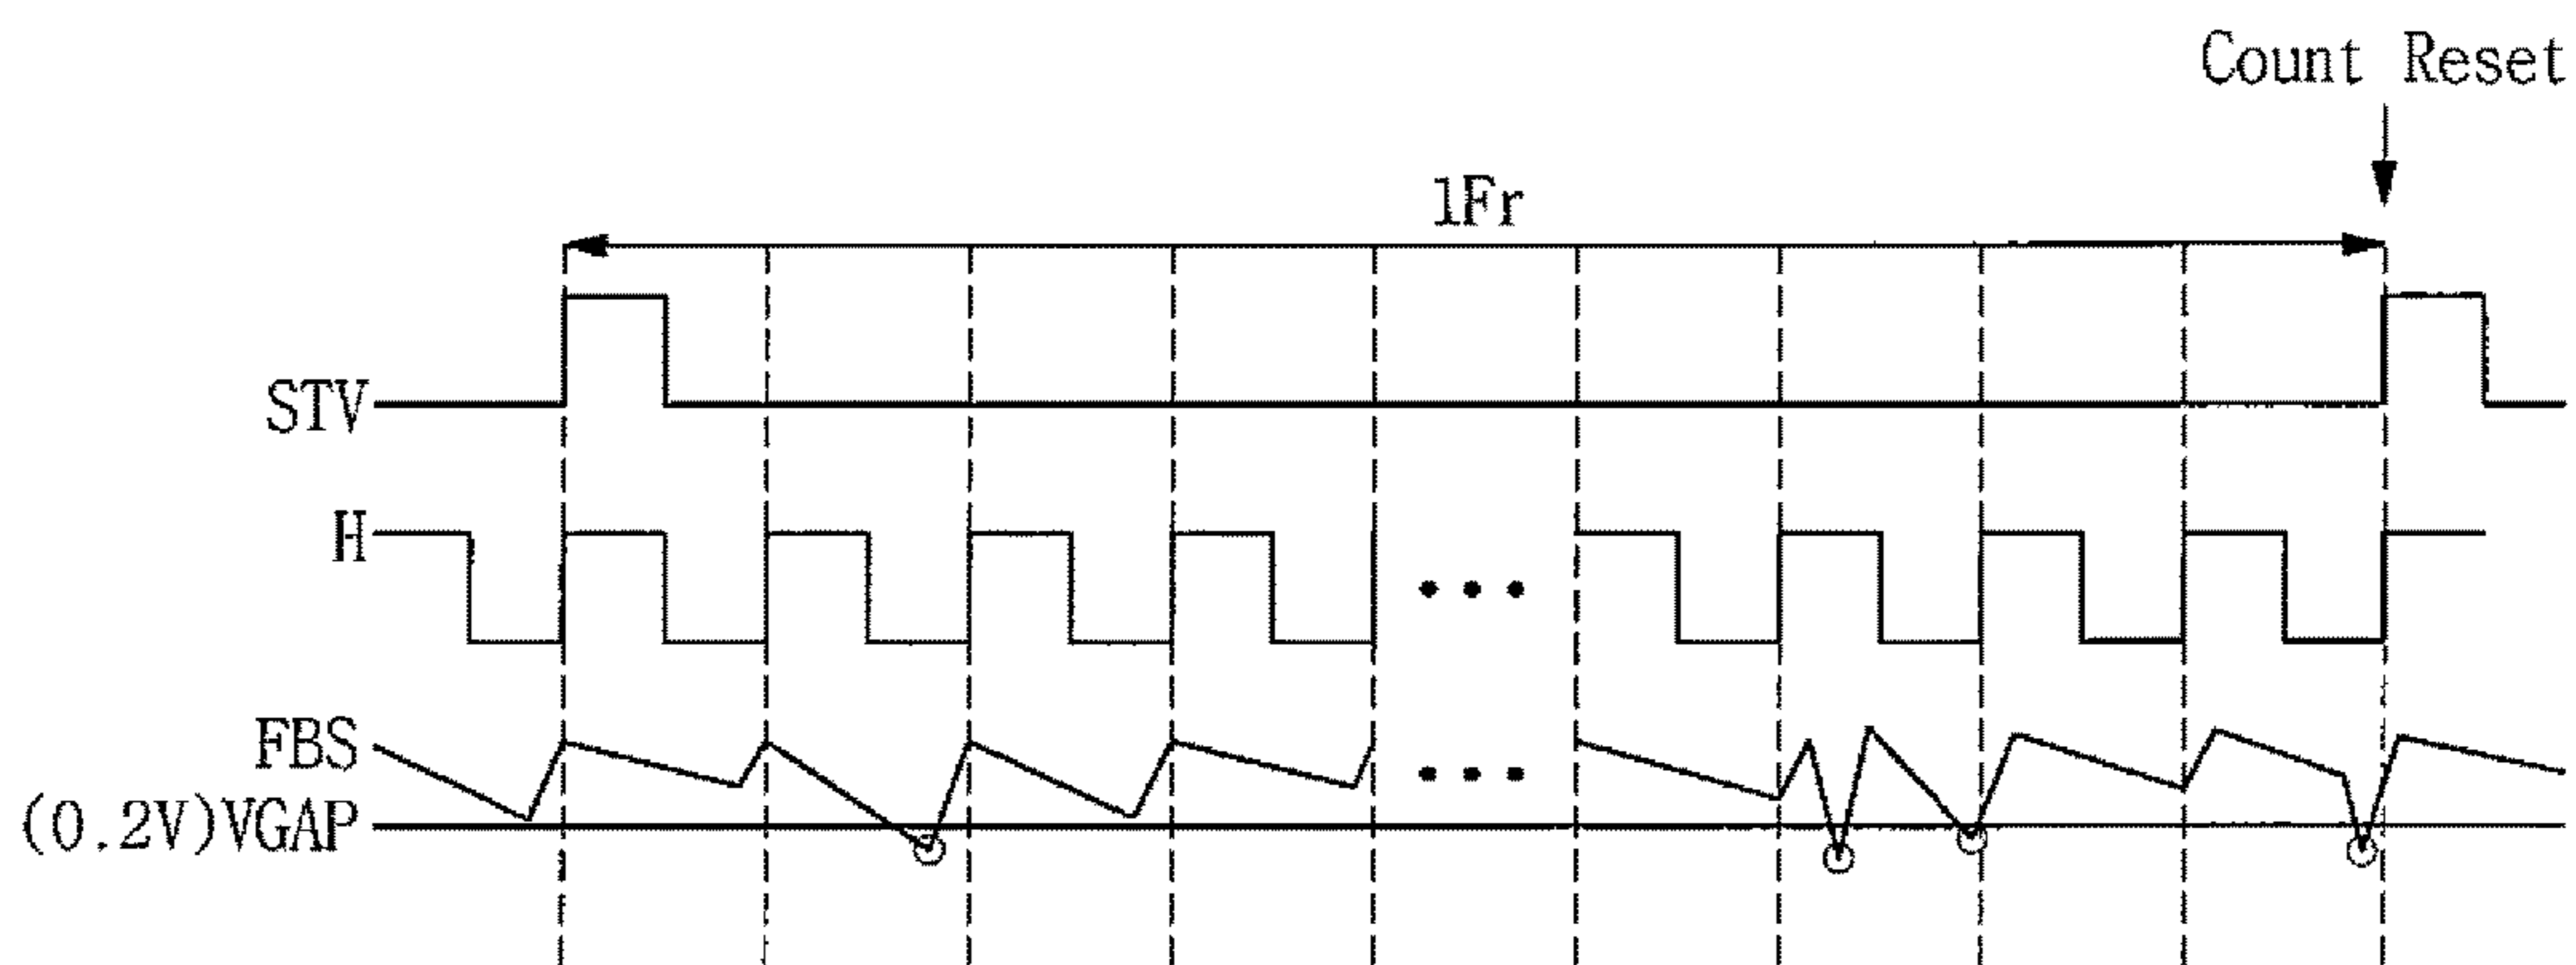 Count Reset
1Fr
STV
H
FBS
(0.2V)VGAP